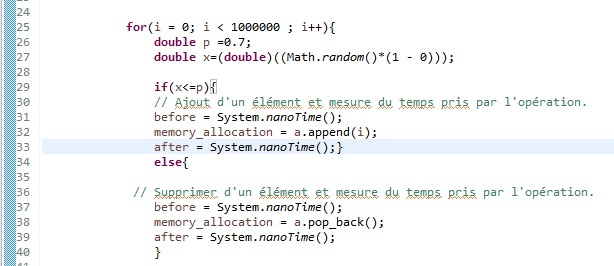 24
25 for(i = 0; i < 1000000 ; i++){
26 double p =0.7;
27 double x=(double)((Math.random()*(1 - 0)));
28
29 if(x<=p){
30 // Ajout d'un élément et mesure du temps pris par l'opération.
31 before = System.nanoTime();
32 memory_allocation = a.append(i);
33 after = System.nanoTime();}
34 else{
35
36 // Supprimer d'un élément et mesure du temps pris par l'opération.
37 before = System.nanoTime();
38 memory_allocation = a.pop_back();
39 after = System.nanoTime();
40 }